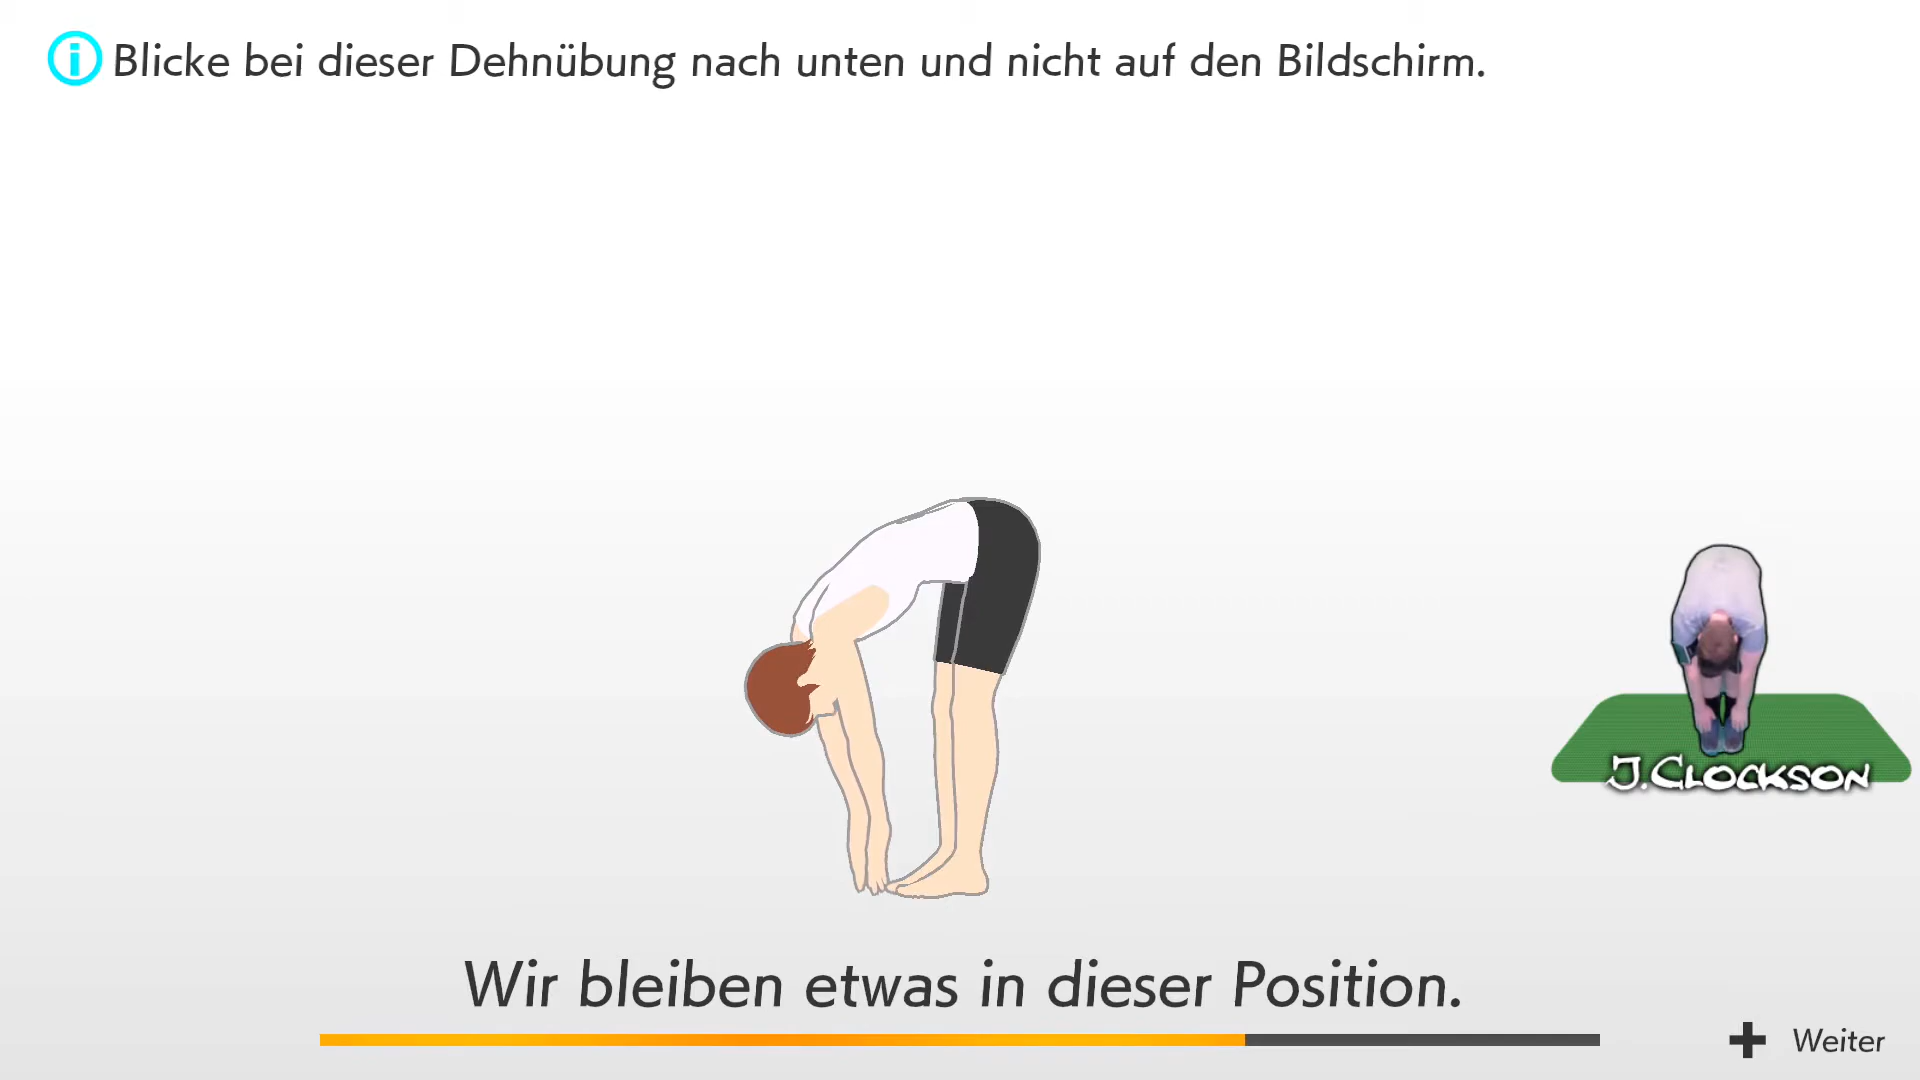 Blicke bei dieser Dehnübung nach unten und nicht auf den Bildschirm.
J.Clockson
Wir bleiben etwas in dieser Position.
Weiter